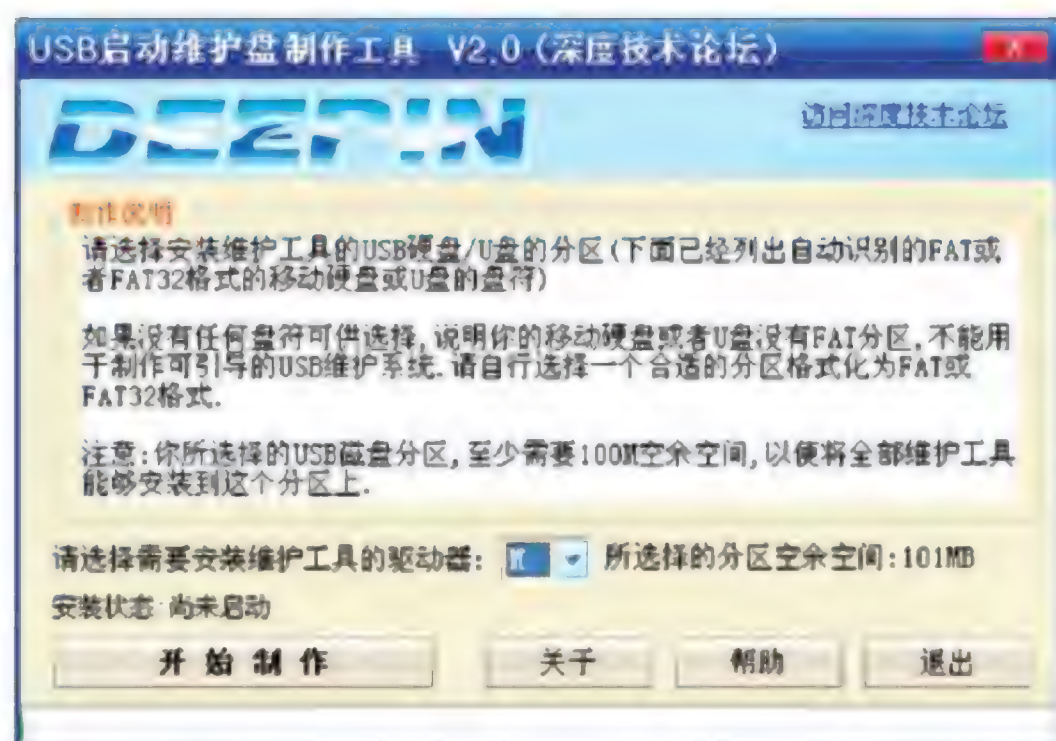 USB启动维护盘制作工具 V2.0(深度技术论坛)
DEEPIN
访问深度技术论坛
制作说明
请选择安装维护工具的USB硬盘/U盘的分区(下面已经列出自动识别的FAT或
者FAT32格式的移动硬盘或U盘的盘符)
如果没有任何盘符可供选择,说明你的移动硬盘或者U盘没有FAT分区,不能用
于制作可引导的USB维护系统.请自行选择一个合适的分区格式化为FAT或
FAT32格式.
注意:你所选择的USB磁盘分区,至少需要100M空余空间,以便将全部维护工具
能够安装到这个分区上.
请选择需要安装维护工具的驱动器: 所选择的分区空余空间:101MB
安装状态 尚未启动
开始制作 关于 帮助 退出